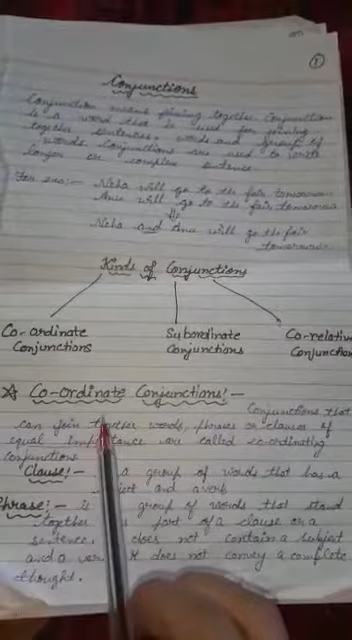 1
Conjunctions
Conjunction means joining together. Conjunction
is a word that is used for joining
together sentences, words and group of
words. Conjunctions are used to write
longer or complex sentence
For exa:- Neha will go to the fair tomorrow
Anu will go to the fair tomorrow
Neha and Anu will go the fair
tomorrow
Kinds of Conjunctions
Co-ordinate Subordinate Co-relative
Conjunctions Conjunctions Conjunction
☆ Co-Ordinate Conjunctions:- Conjunctions that
can join together words, phrases or clauses of
equal importance are called co-ordinating
conjunctions
Clause:- a group of words that has a
and a verb
Phrase:- is group of words that stand
together part of a clause or a
sentence. does not contain a subject
and a It does not convey a complete
thought.